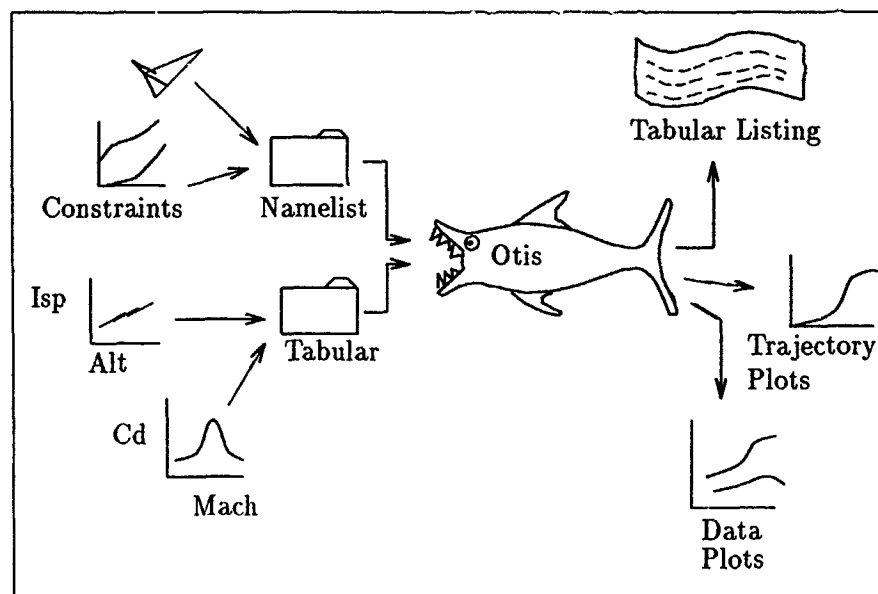 Tabular Listing
Constraints
Namelist
Otis
Isp
Alt
Tabular
Trajectory
Plots
Cd
Mach
Data
Plots